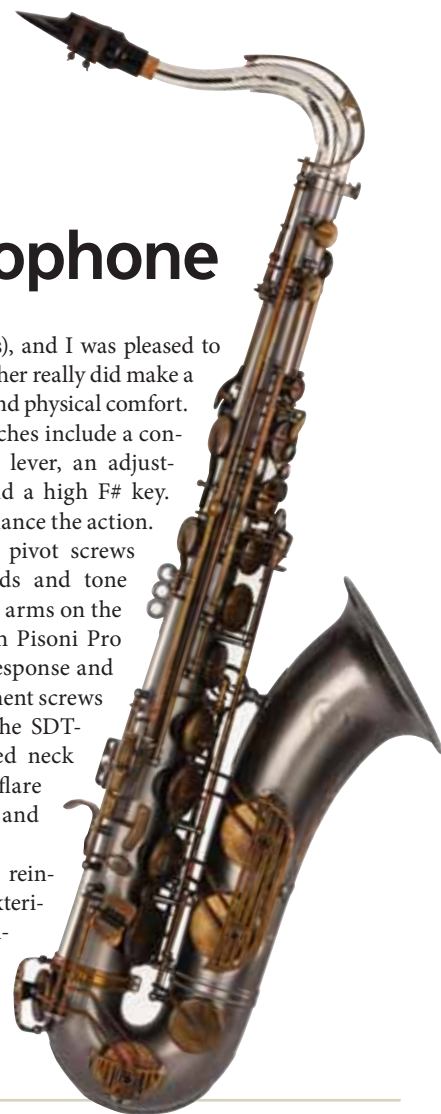 ophone
s), and I was pleased to
her really did make a
nd physical comfort.
ches include a con-
lever, an adjust-
d a high F# key.
ance the action.
pivot screws
ds and tone
arms on the
n Pisoni Pro
esponse and
ment screws
he SDT-
ed neck
flare
and
rein-
xteri-
-